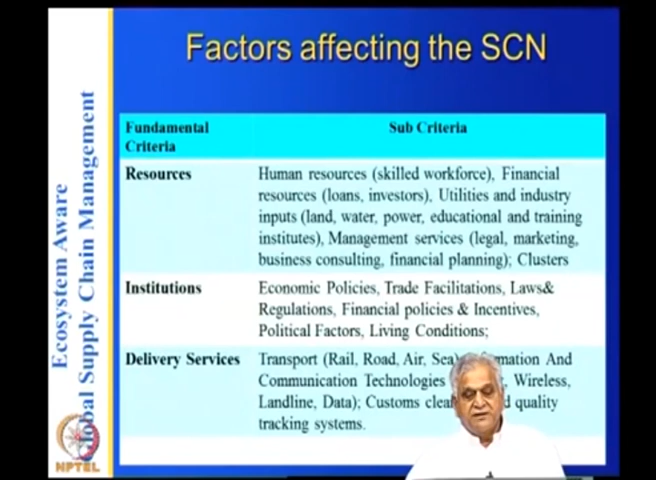 Factors affecting the SCN
Ecosystem Aware
Global Supply Chain Management
Fundamental
Criteria
Sub Criteria
Resources
Human resources (skilled workforce), Financial
resources (loans, investors), Utilities and industry
inputs (land, water, power, educational and training
institutes), Management services (legal, marketing,
business consulting, financial planning); Clusters
Institutions
Economic Policies, Trade Facilitations, Laws&
Regulations, Financial policies & Incentives,
Political Factors, Living Conditions;
Delivery Services
Transport (Rail, Road, Air, Sea)
And
Communication Technologies Wireless,
Landline, Data); Customs quality
tracking systems.
NPTEL